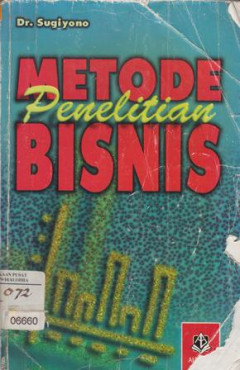 Dr. Sugiyono
METODE
Penelitian
BISNIS
072
06660